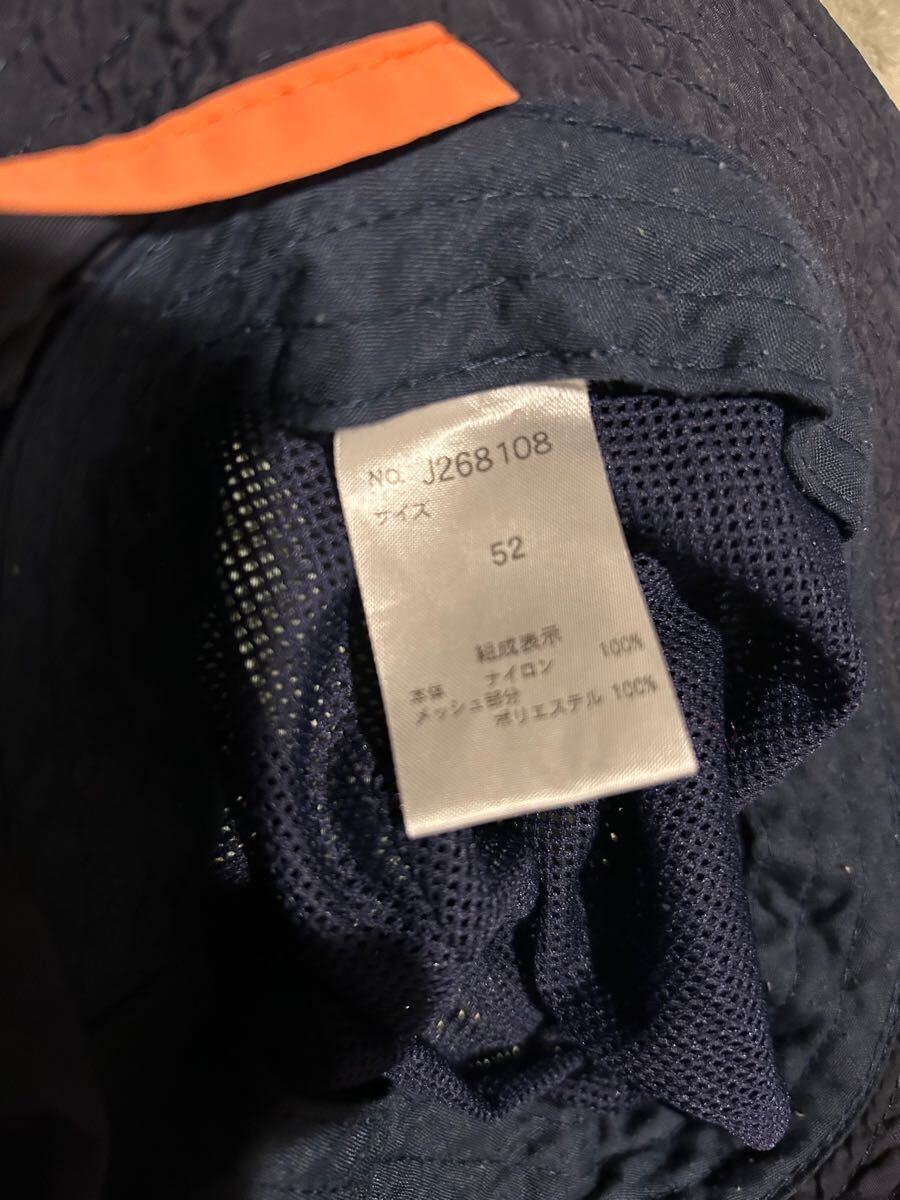 NO. J268108
サイズ
52
組成表示
本体 ナイロン 100%
メッシュ部分 ポリエステル 100%